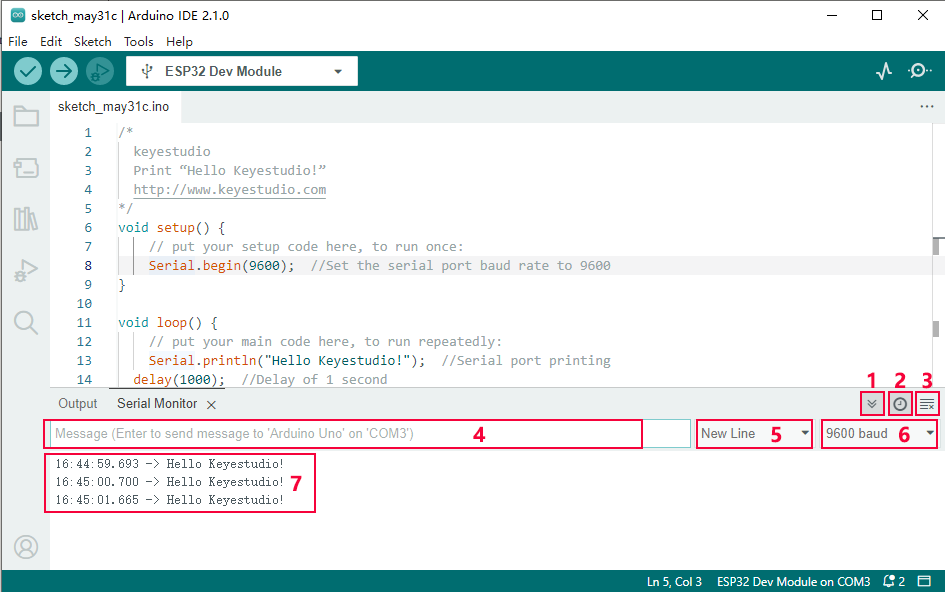 sketch_may31c | Arduino IDE 2.1.0
File Edit Sketch Tools Help
ESP32 Dev Module
sketch_may31c.ino
1 /*
2 keyestudio
3 Print “Hello Keyestudio!”
4 http://www.keyestudio.com
5 */
6 void setup() {
7 // put your setup code here, to run once:
8 Serial.begin(9600); //Set the serial port baud rate to 9600
9 }
10
11 void loop() {
12 // put your main code here, to run repeatedly:
13 Serial.println("Hello Keyestudio!"); //Serial port printing
14 delay(1000); //Delay of 1 second
1 2 3
Output Serial Monitor
Message (Enter to send message to 'Arduino Uno' on 'COM3') 4 New Line 5 9600 baud 6
16:44:59.693 -> Hello Keyestudio!
16:45:00.700 -> Hello Keyestudio! 7
16:45:01.665 -> Hello Keyestudio!
Ln 5, Col 3 ESP32 Dev Module on COM3 2